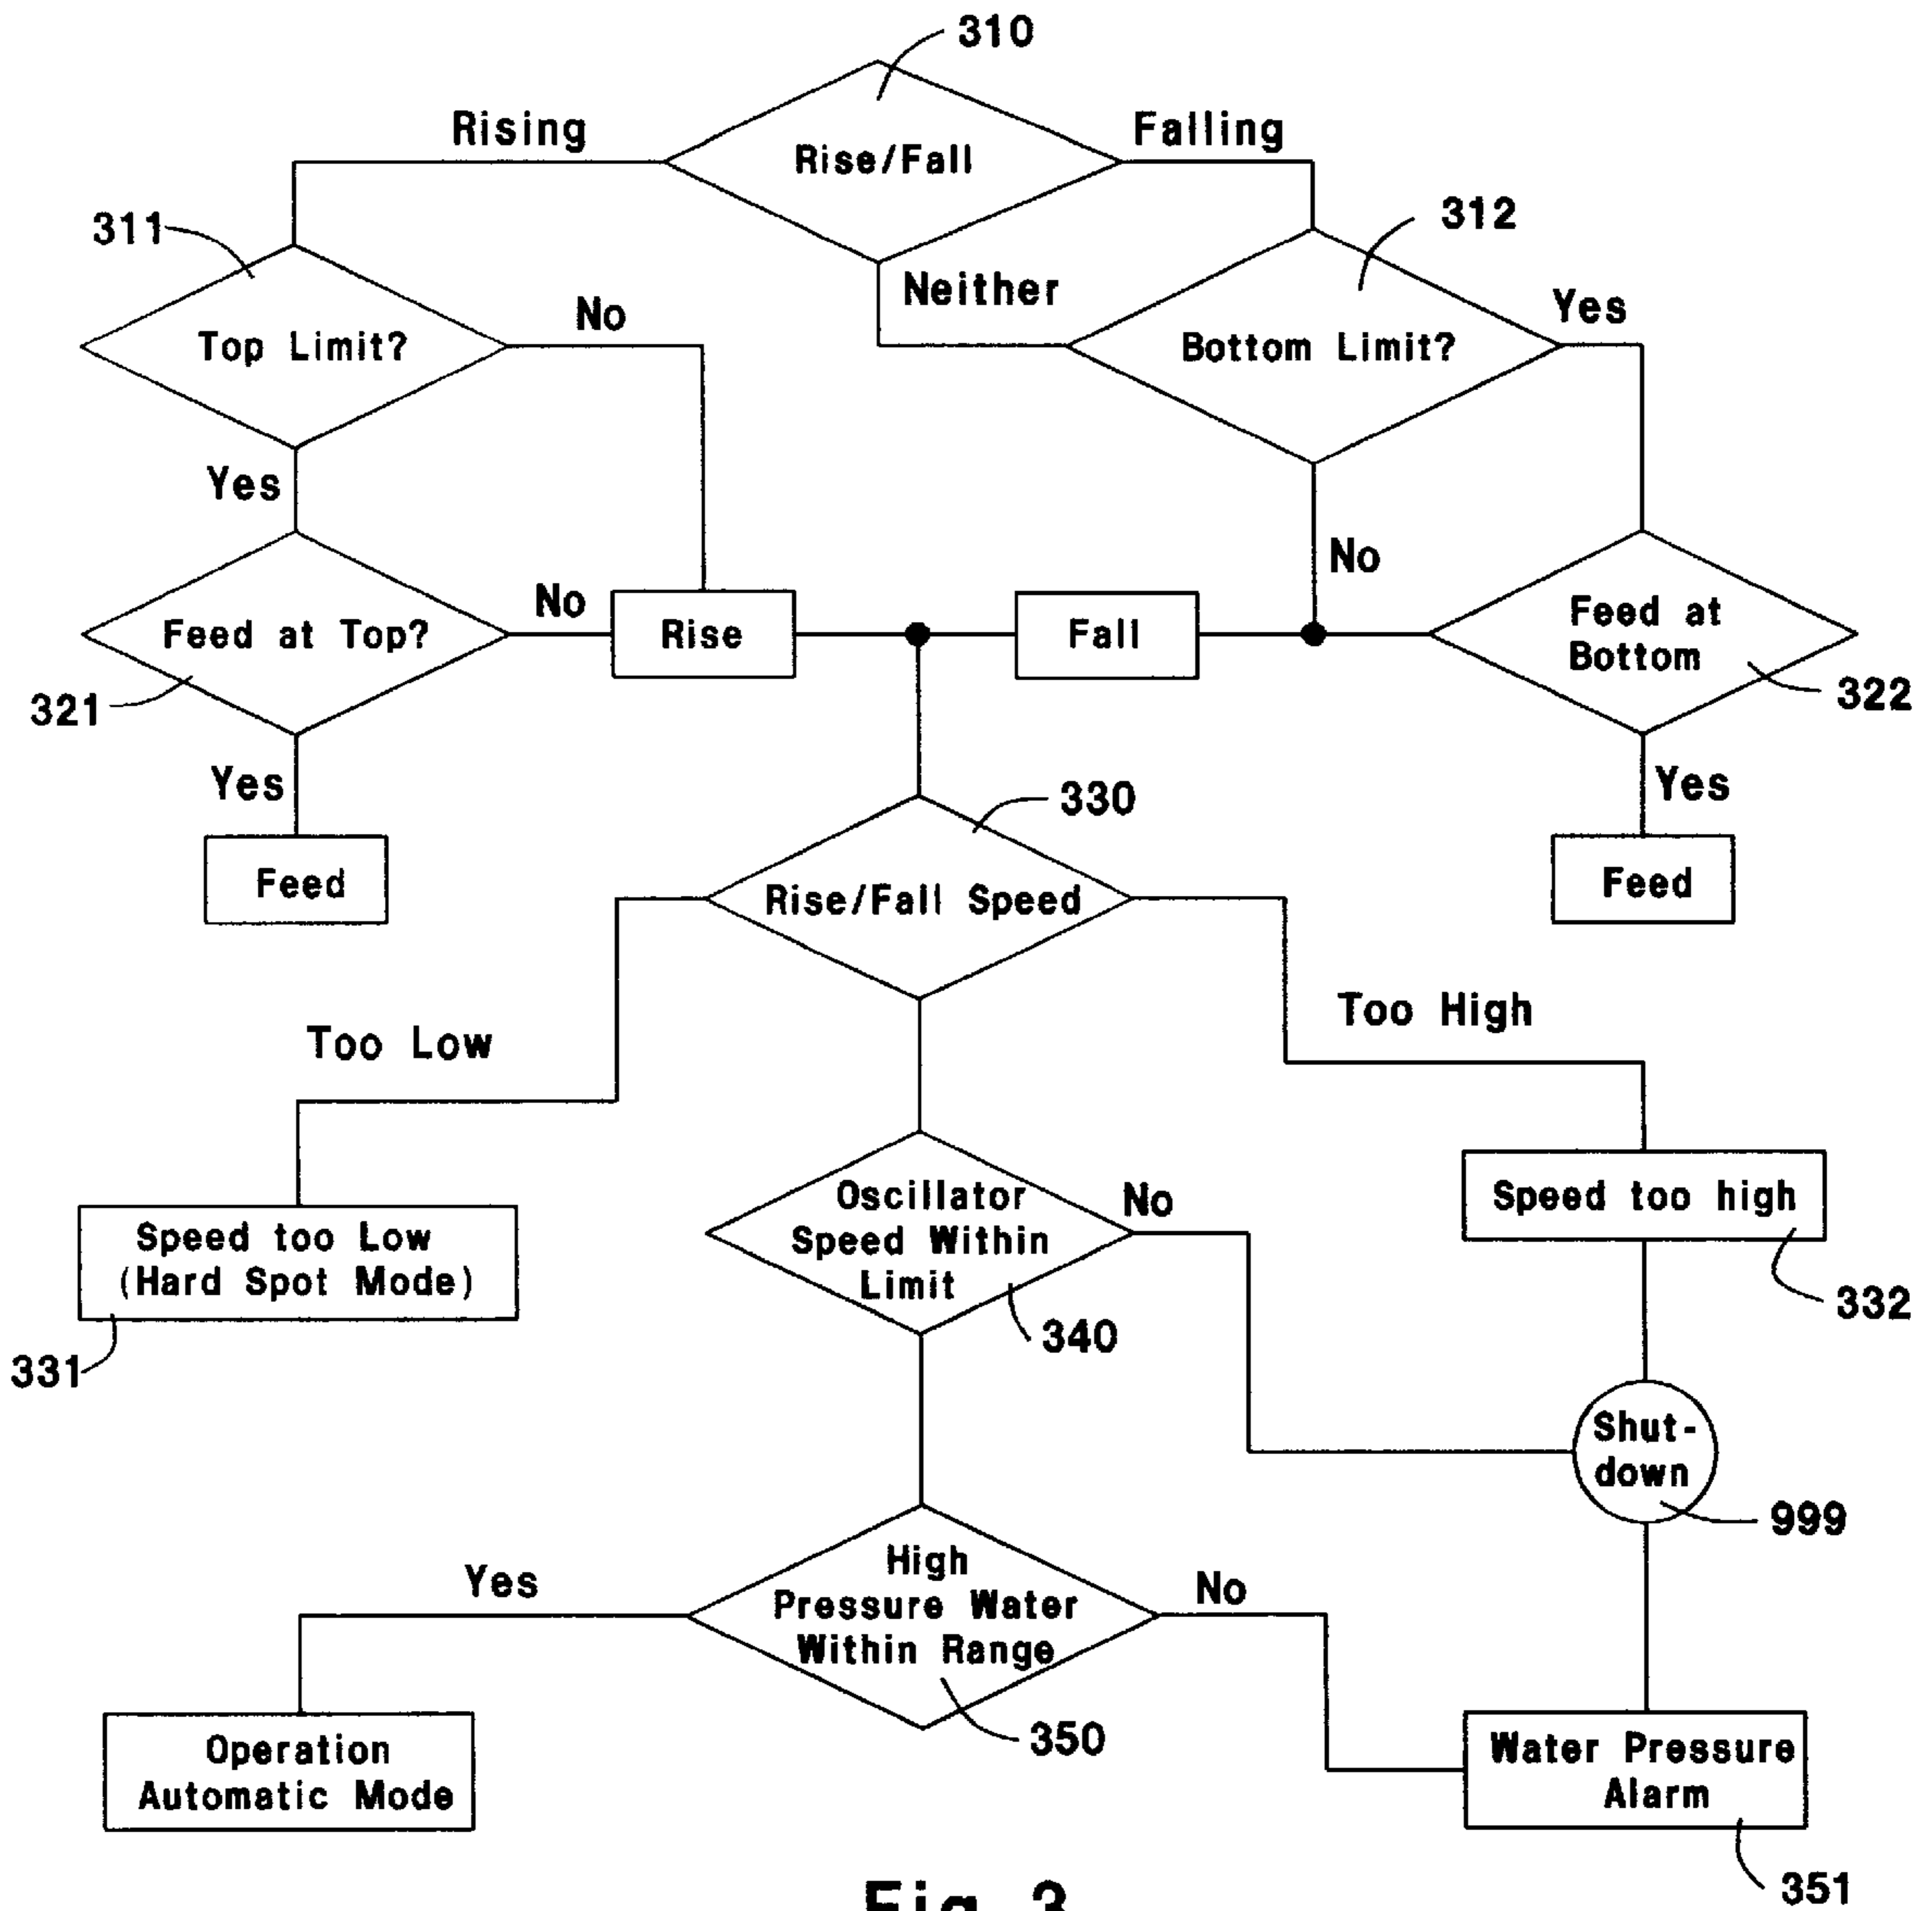 310
Rising
Rise/Fall
Falling
311
312
Neither
No
Yes
Top Limit?
Bottom Limit?
Yes
No
Feed at Top?
No
Rise
Fall
Feed at
Bottom
321
322
Yes
330
Yes
Feed
Rise/Fall Speed
Feed
Too Low
Too High
Speed too Low
(Hard Spot Mode)
Oscillator
Speed Within
Limit
No
Speed too high
331
340
332
Shut-
down
999
Yes
High
Pressure Water
Within Range
No
350
Operation
Automatic Mode
Water Pressure
Alarm
351
Fig 3